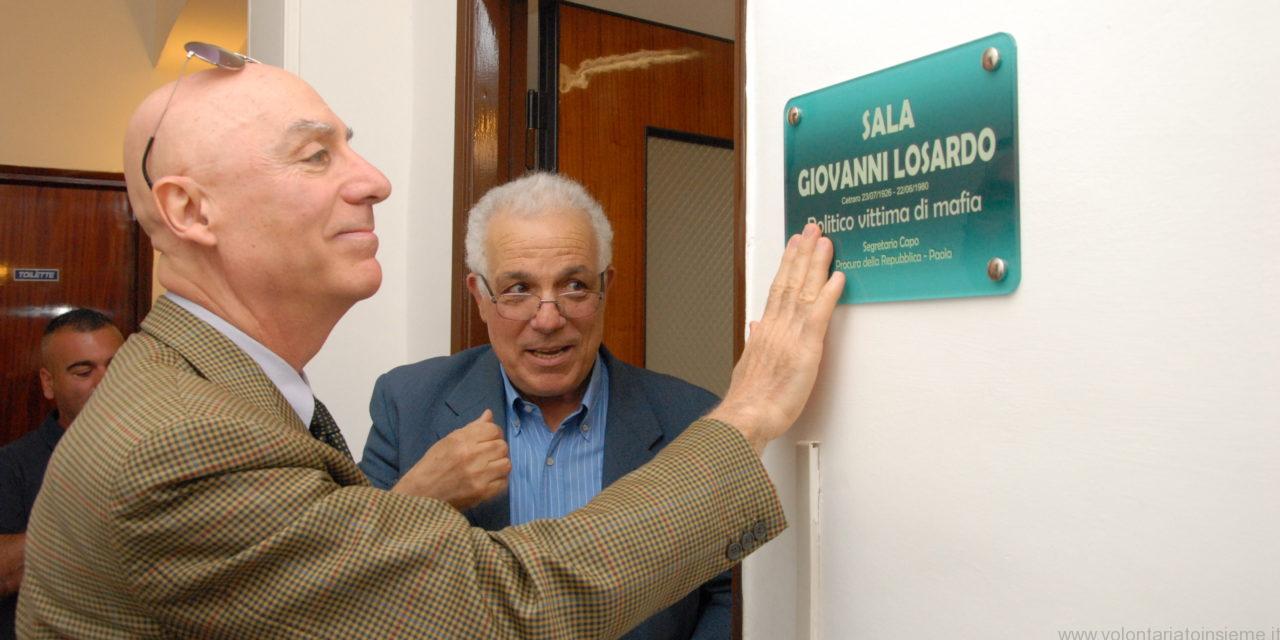 SALA
GIOVANNI LOSARDO
Cetraro 23/07/1926 - 22/06/1980
Politico vittima di mafia
Segretario Capo
Procura della Repubblica - Paola
TOILETTE
www.volontariatoinsieme.it